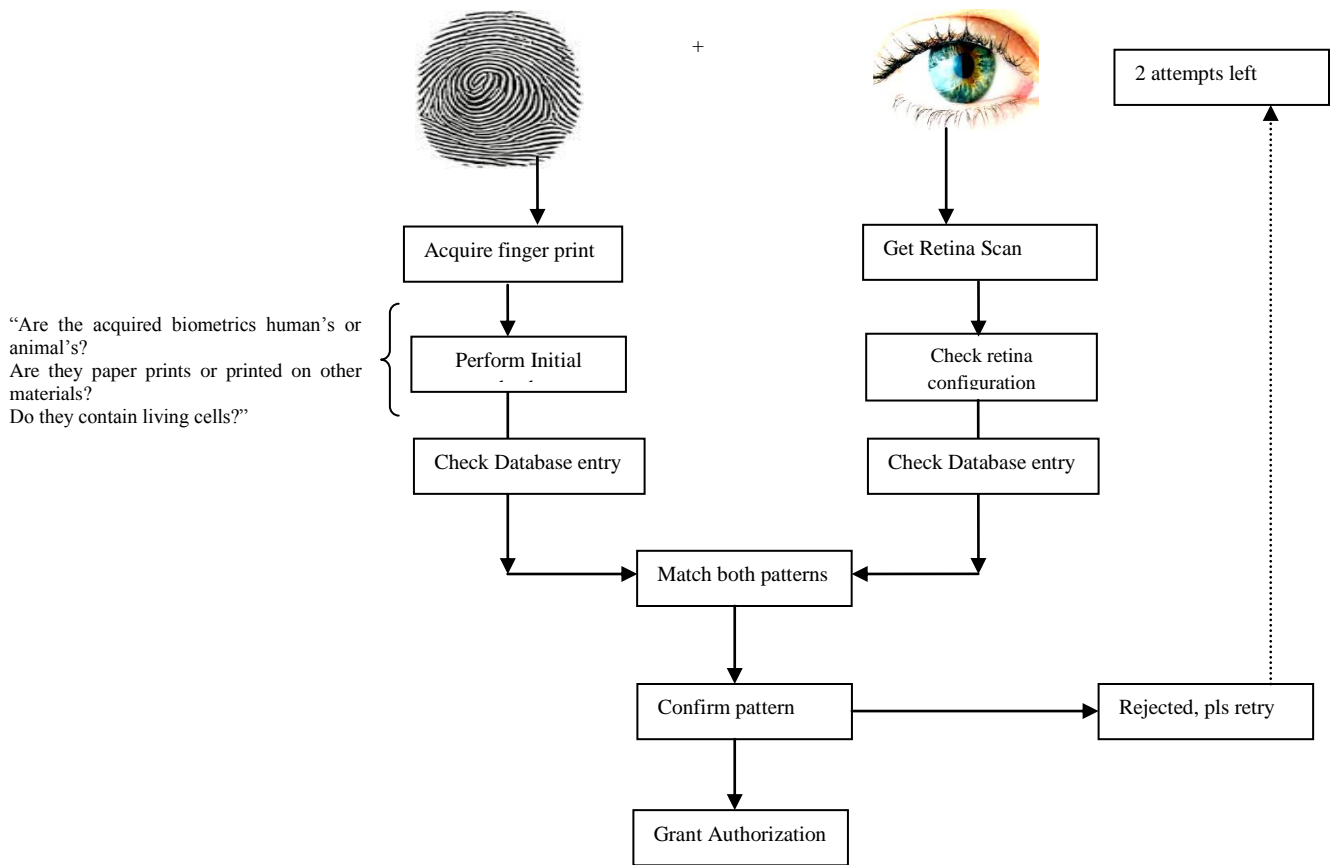 +
2 attempts left
Acquire finger print
Get Retina Scan
“Are the acquired biometrics human’s or
animal’s?
Are they paper prints or printed on other
materials?
Do they contain living cells?”
Perform Initial
Check retina
configuration
Check Database entry
Check Database entry
Match both patterns
Confirm pattern
Rejected, pls retry
Grant Authorization